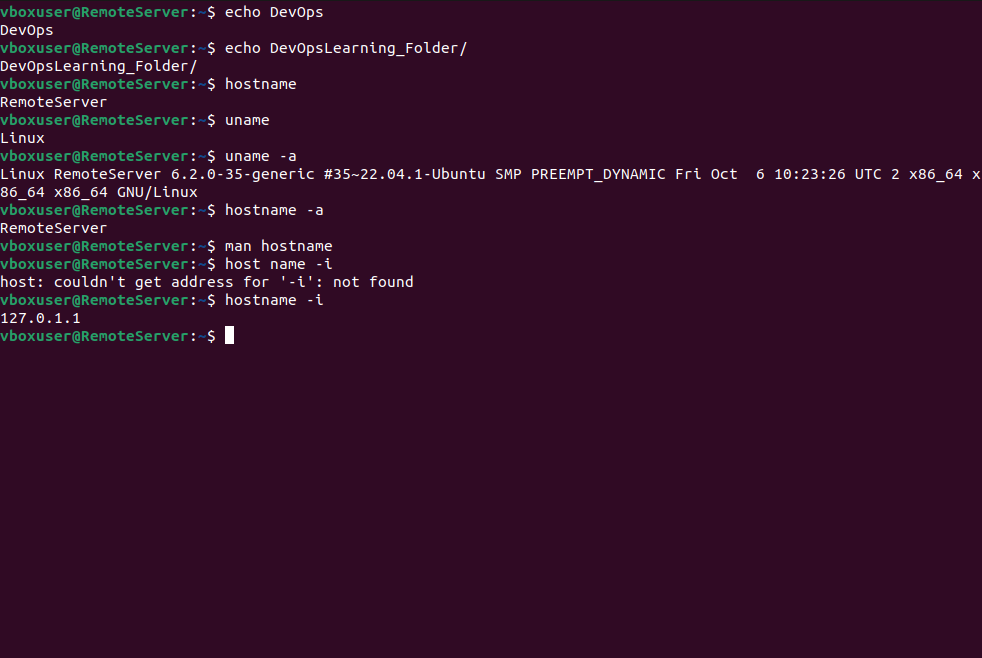 vboxuser@RemoteServer:~$ echo DevOps
DevOps
vboxuser@RemoteServer:~$ echo DevOpsLearning_Folder/
DevOpsLearning_Folder/
vboxuser@RemoteServer:~$ hostname
RemoteServer
vboxuser@RemoteServer:~$ uname
Linux
vboxuser@RemoteServer:~$ uname -a
Linux RemoteServer 6.2.0-35-generic #35~22.04.1-Ubuntu SMP PREEMPT_DYNAMIC Fri Oct  6 10:23:26 UTC 2 x86_64 x
86_64 x86_64 GNU/Linux
vboxuser@RemoteServer:~$ hostname -a
RemoteServer
vboxuser@RemoteServer:~$ man hostname
vboxuser@RemoteServer:~$ host name -i
host: couldn't get address for '-i': not found
vboxuser@RemoteServer:~$ hostname -i
127.0.1.1
vboxuser@RemoteServer:~$